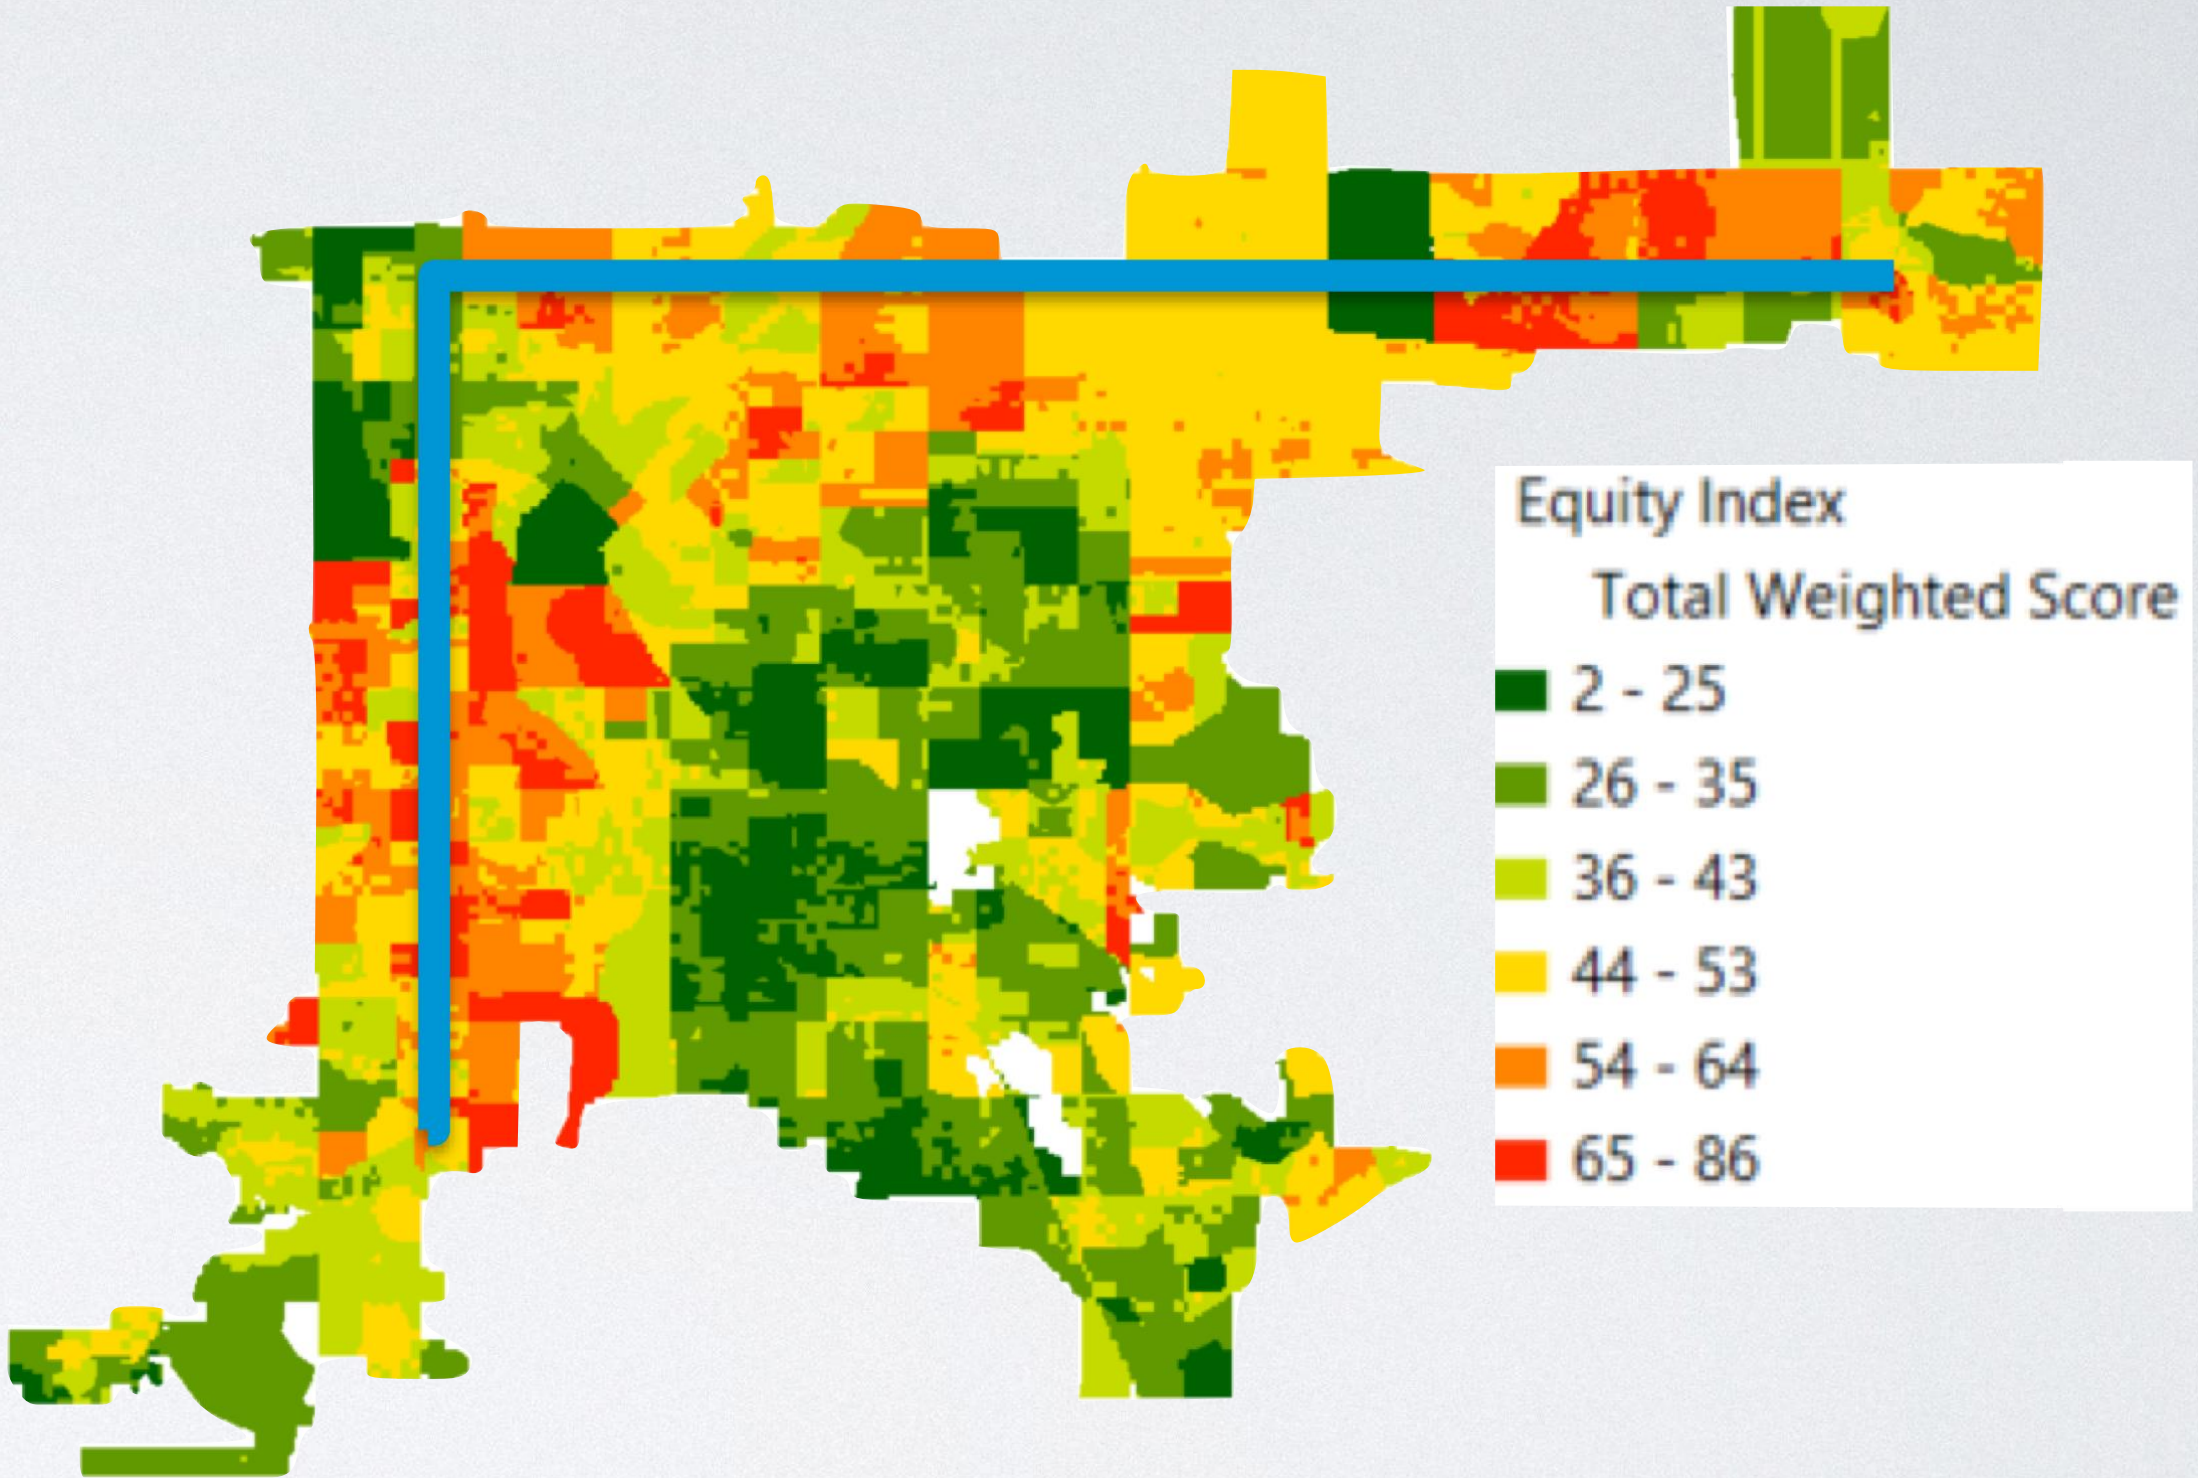 Equity Index
Total Weighted Score
2 - 25
26 - 35
36 - 43
44 - 53
54 - 64
65 - 86